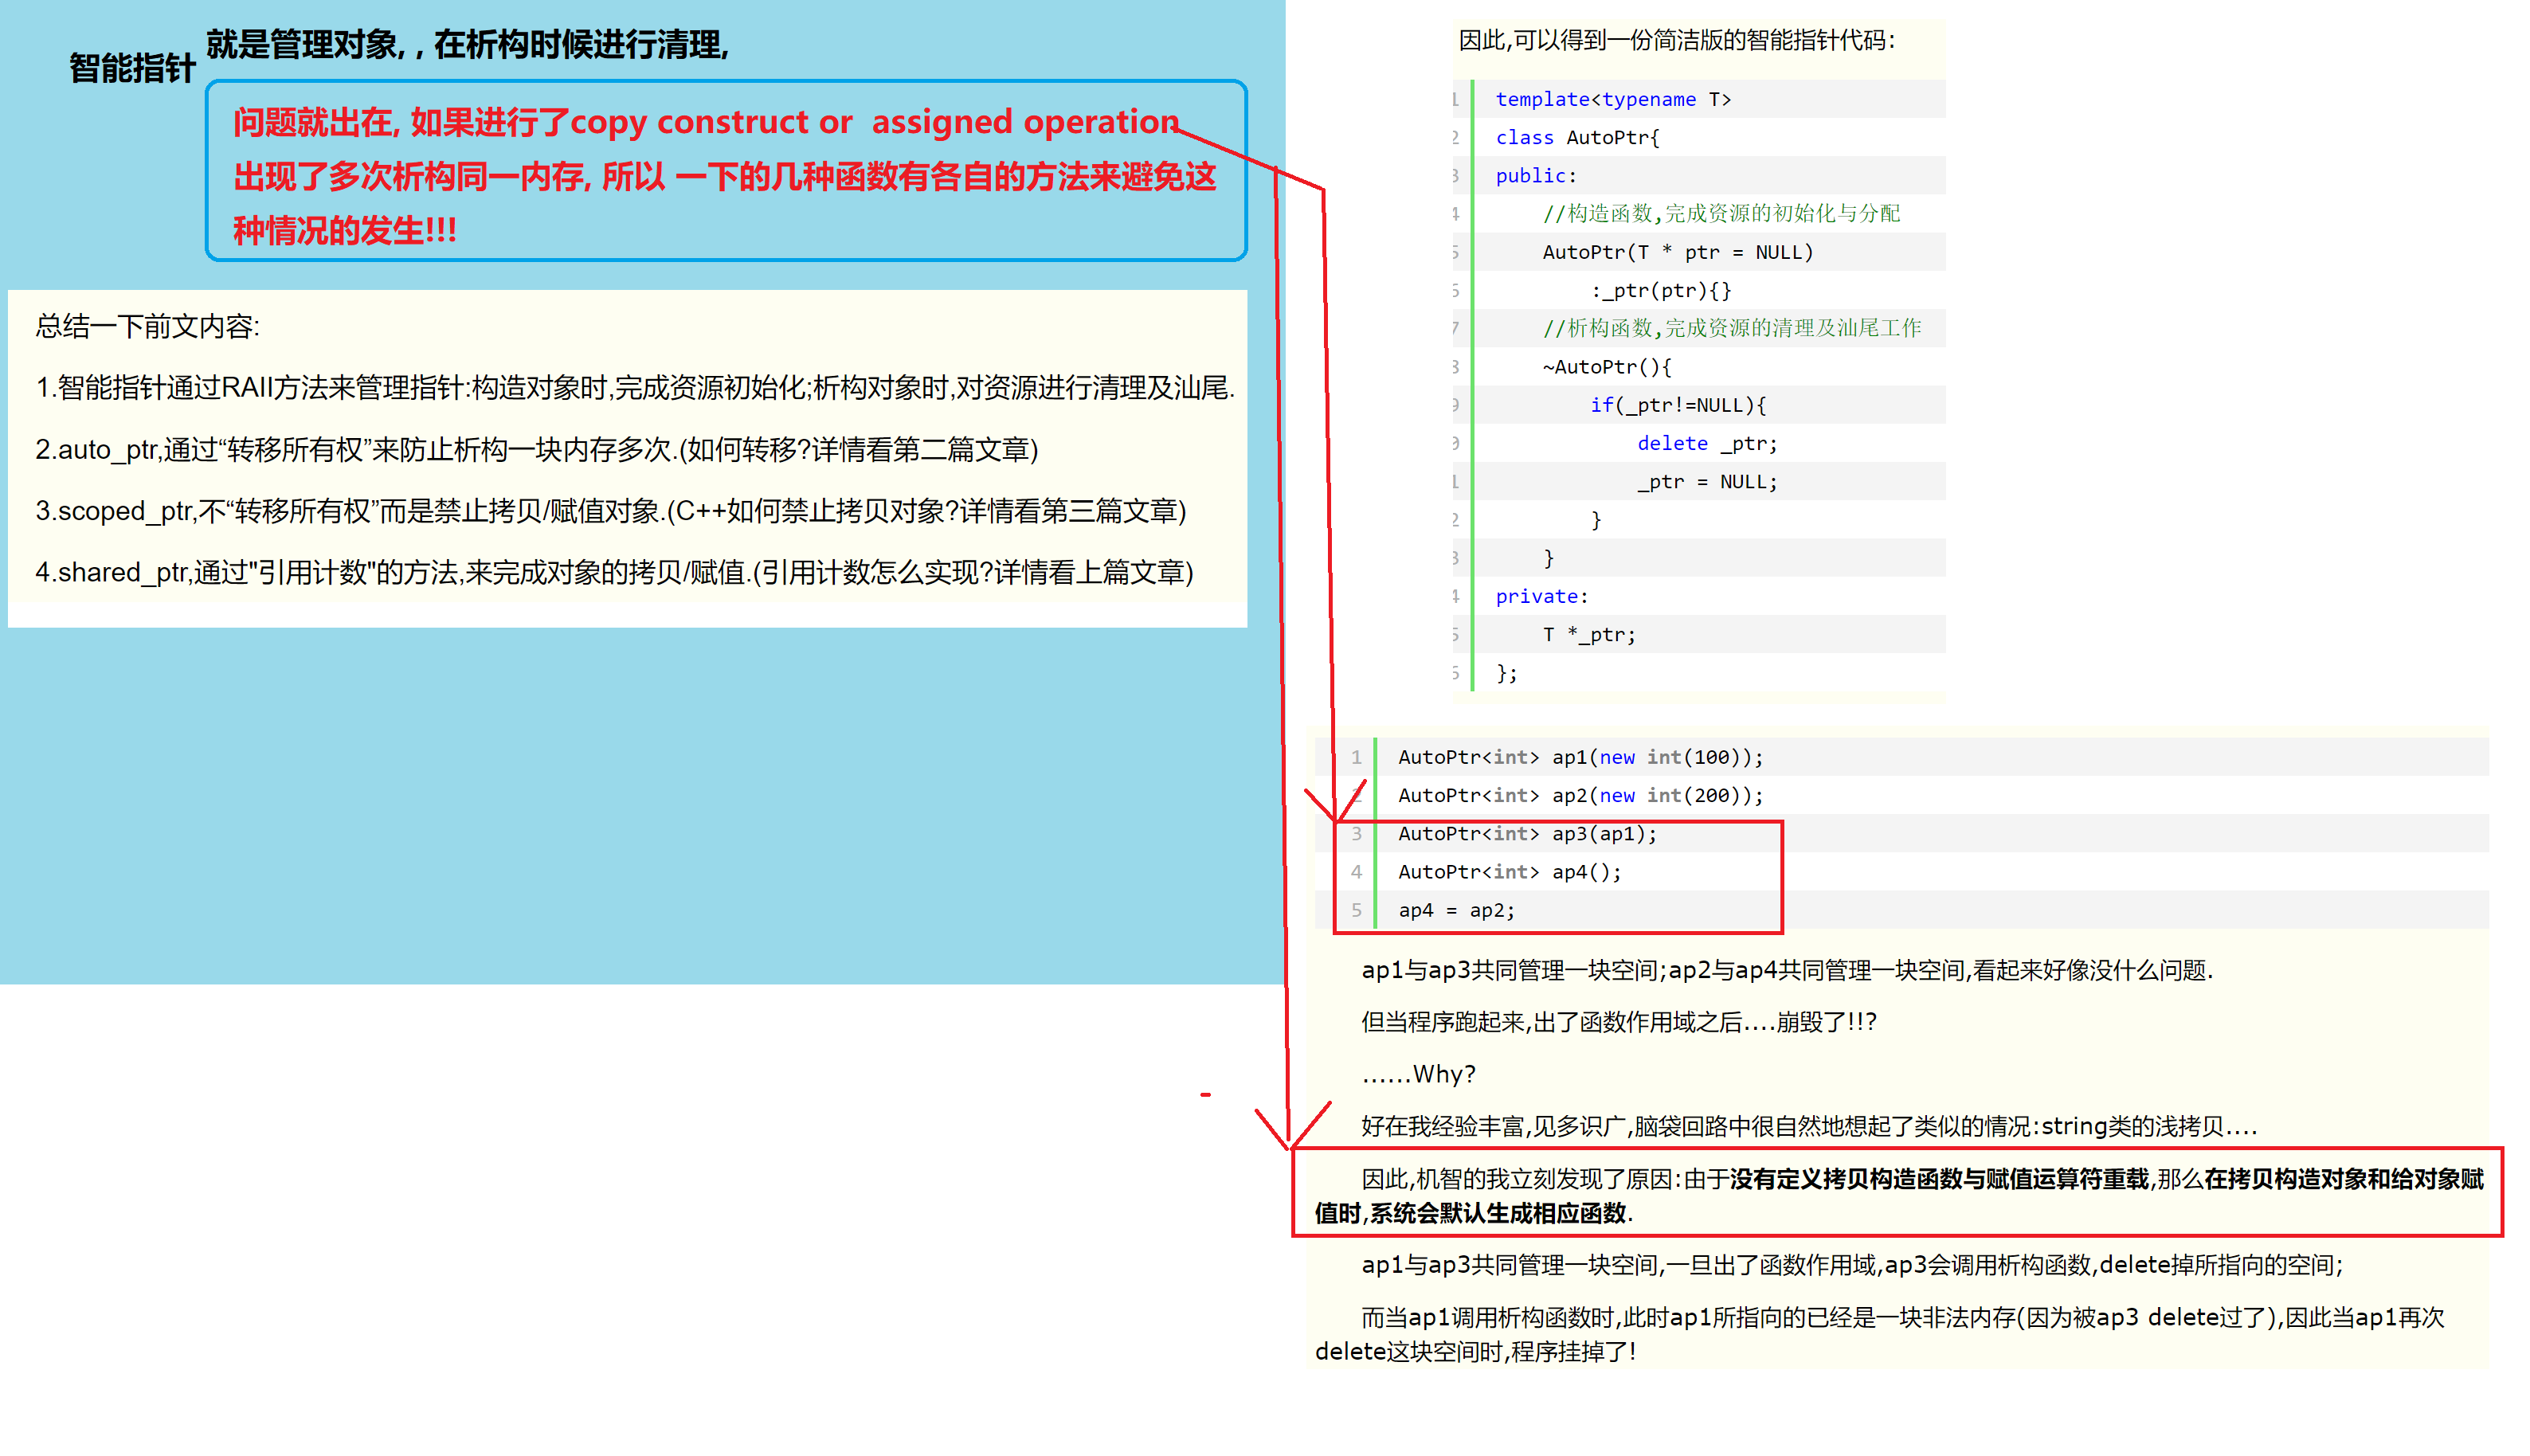 智能指针
就是管理对象, , 在析构时候进行清理,
问题就出在, 如果进行了copy construct or  assigned operation
出现了多次析构同一内存, 所以 一下的几种函数有各自的方法来避免这
种情况的发生!!!
总结一下前文内容:
1.智能指针通过RAII方法来管理指针:构造对象时,完成资源初始化;析构对象时,对资源进行清理及汕尾.
2.auto_ptr,通过“转移所有权”来防止析构一块内存多次.(如何转移?详情看第二篇文章)
3.scoped_ptr,不“转移所有权”而是禁止拷贝/赋值对象.(C++如何禁止拷贝对象?详情看第三篇文章)
4.shared_ptr,通过"引用计数"的方法,来完成对象的拷贝/赋值.(引用计数怎么实现?详情看上篇文章)
因此,可以得到一份简洁版的智能指针代码:
template<typename T>
class AutoPtr{
public:
//构造函数,完成资源的初始化与分配
AutoPtr(T * ptr = NULL)
:_ptr(ptr){}
//析构函数,完成资源的清理及汕尾工作
~AutoPtr(){
if(_ptr!=NULL){
delete _ptr;
_ptr = NULL;
}
}
private:
T *_ptr;
};
1 AutoPtr<int> ap1(new int(100));
2 AutoPtr<int> ap2(new int(200));
3 AutoPtr<int> ap3(ap1);
4 AutoPtr<int> ap4();
5 ap4 = ap2;
ap1与ap3共同管理一块空间;ap2与ap4共同管理一块空间,看起来好像没什么问题.
但当程序跑起来,出了函数作用域之后....崩毁了!!?
......Why?
好在我经验丰富,见多识广,脑袋回路中很自然地想起了类似的情况:string类的浅拷贝....
因此,机智的我立刻发现了原因:由于没有定义拷贝构造函数与赋值运算符重载,那么在拷贝构造对象和给对象赋
值时,系统会默认生成相应函数.
ap1与ap3共同管理一块空间,一旦出了函数作用域,ap3会调用析构函数,delete掉所指向的空间;
而当ap1调用析构函数时,此时ap1所指向的已经是一块非法内存(因为被ap3 delete过了),因此当ap1再次
delete这块空间时,程序挂掉了!